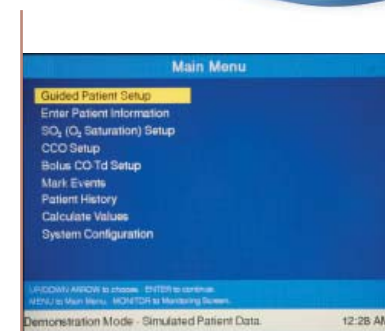 Main Menu
Guided Patient Setup
Enter Patient Information
SO₂ (O₂ Saturation) Setup
CCO Setup
Bolus CO-Td Setup
Mark Events
Patient History
Calculate Values
System Configuration
UP/DOWN ARROW to choose. ENTER to continue.
MENU to Main Menu. MONITOR to Monitoring Screen.
Demonstration Mode - Simulated Patient Data
12:28 AM